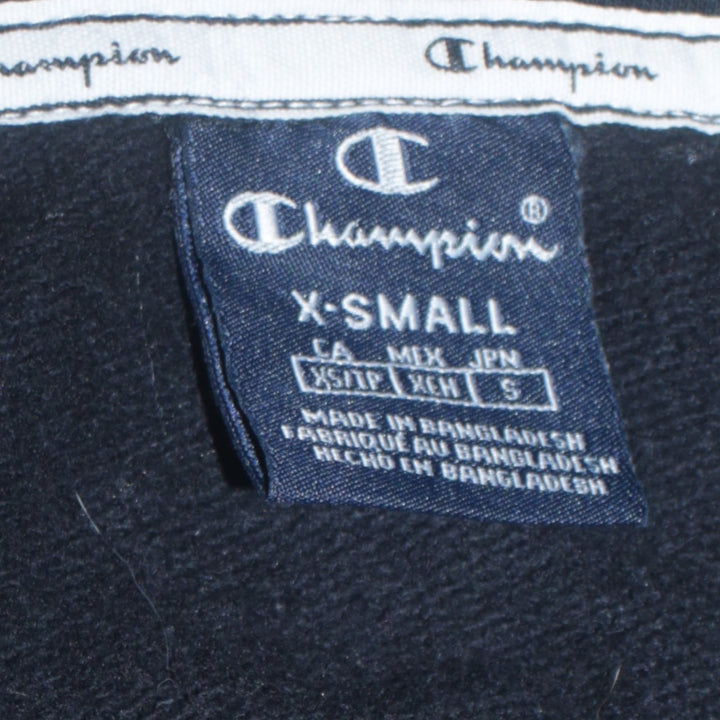 hampion Champion
C
Champion®
X-SMALL
CA MEX JPN
XS/TP XCH S
MADE IN BANGLADESH
FABRIQUÉ AU BANGLADESH
HECHO EN BANGLADESH